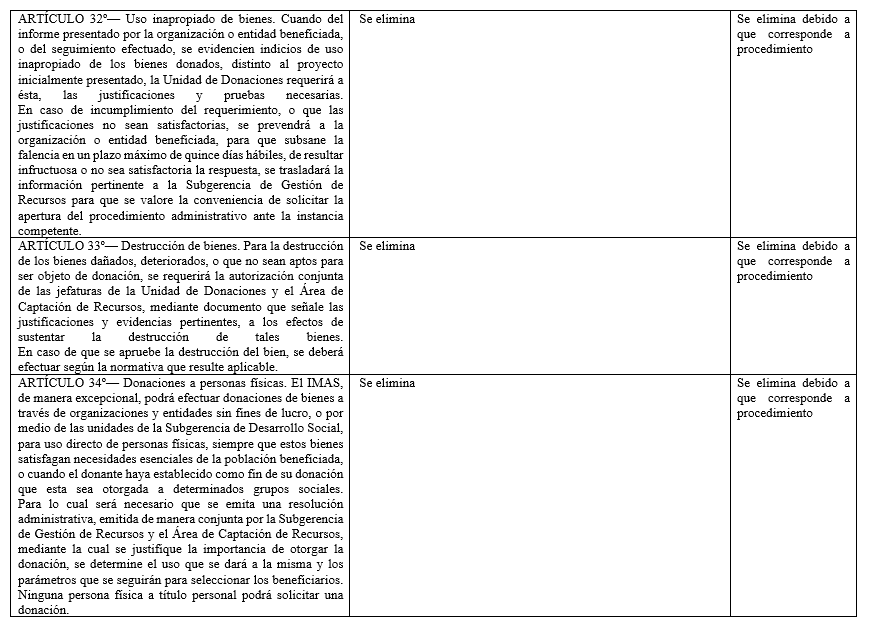 ARTÍCULO 32º— Uso inapropiado de bienes. Cuando del
informe presentado por la organización o entidad beneficiada,
o del seguimiento efectuado, se evidencien indicios de uso
inapropiado de los bienes donados, distinto al proyecto
inicialmente presentado, la Unidad de Donaciones requerirá a
ésta, las justificaciones y pruebas necesarias.
En caso de incumplimiento del requerimiento, o que las
justificaciones no sean satisfactorias, se prevendrá a la
organización o entidad beneficiada, para que subsane la
falencia en un plazo máximo de quince días hábiles, de resultar
infructuosa o no sea satisfactoria la respuesta, se trasladará la
información pertinente a la Subgerencia de Gestión de
Recursos para que se valore la conveniencia de solicitar la
apertura del procedimiento administrativo ante la instancia
competente.
Se elimina
Se elimina debido a
que corresponde a
procedimiento
ARTÍCULO 33º— Destrucción de bienes. Para la destrucción
de los bienes dañados, deteriorados, o que no sean aptos para
ser objeto de donación, se requerirá la autorización conjunta
de las jefaturas de la Unidad de Donaciones y el Área de
Captación de Recursos, mediante documento que señale las
justificaciones y evidencias pertinentes, a los efectos de
sustentar la destrucción de tales bienes.
En caso de que se apruebe la destrucción del bien, se deberá
efectuar según la normativa que resulte aplicable.
Se elimina
Se elimina debido a
que corresponde a
procedimiento
ARTÍCULO 34º— Donaciones a personas físicas. El IMAS,
de manera excepcional, podrá efectuar donaciones de bienes a
través de organizaciones y entidades sin fines de lucro, o por
medio de las unidades de la Subgerencia de Desarrollo Social,
para uso directo de personas físicas, siempre que estos bienes
satisfagan necesidades esenciales de la población beneficiada,
o cuando el donante haya establecido como fin de su donación
que esta sea otorgada a determinados grupos sociales.
Para lo cual será necesario que se emita una resolución
administrativa, emitida de manera conjunta por la Subgerencia
de Gestión de Recursos y el Área de Captación de Recursos,
mediante la cual se justifique la importancia de otorgar la
donación, se determine el uso que se dará a la misma y los
parámetros que se seguirán para seleccionar los beneficiarios.
Ninguna persona física a título personal podrá solicitar una
donación.
Se elimina
Se elimina debido a
que corresponde a
procedimiento